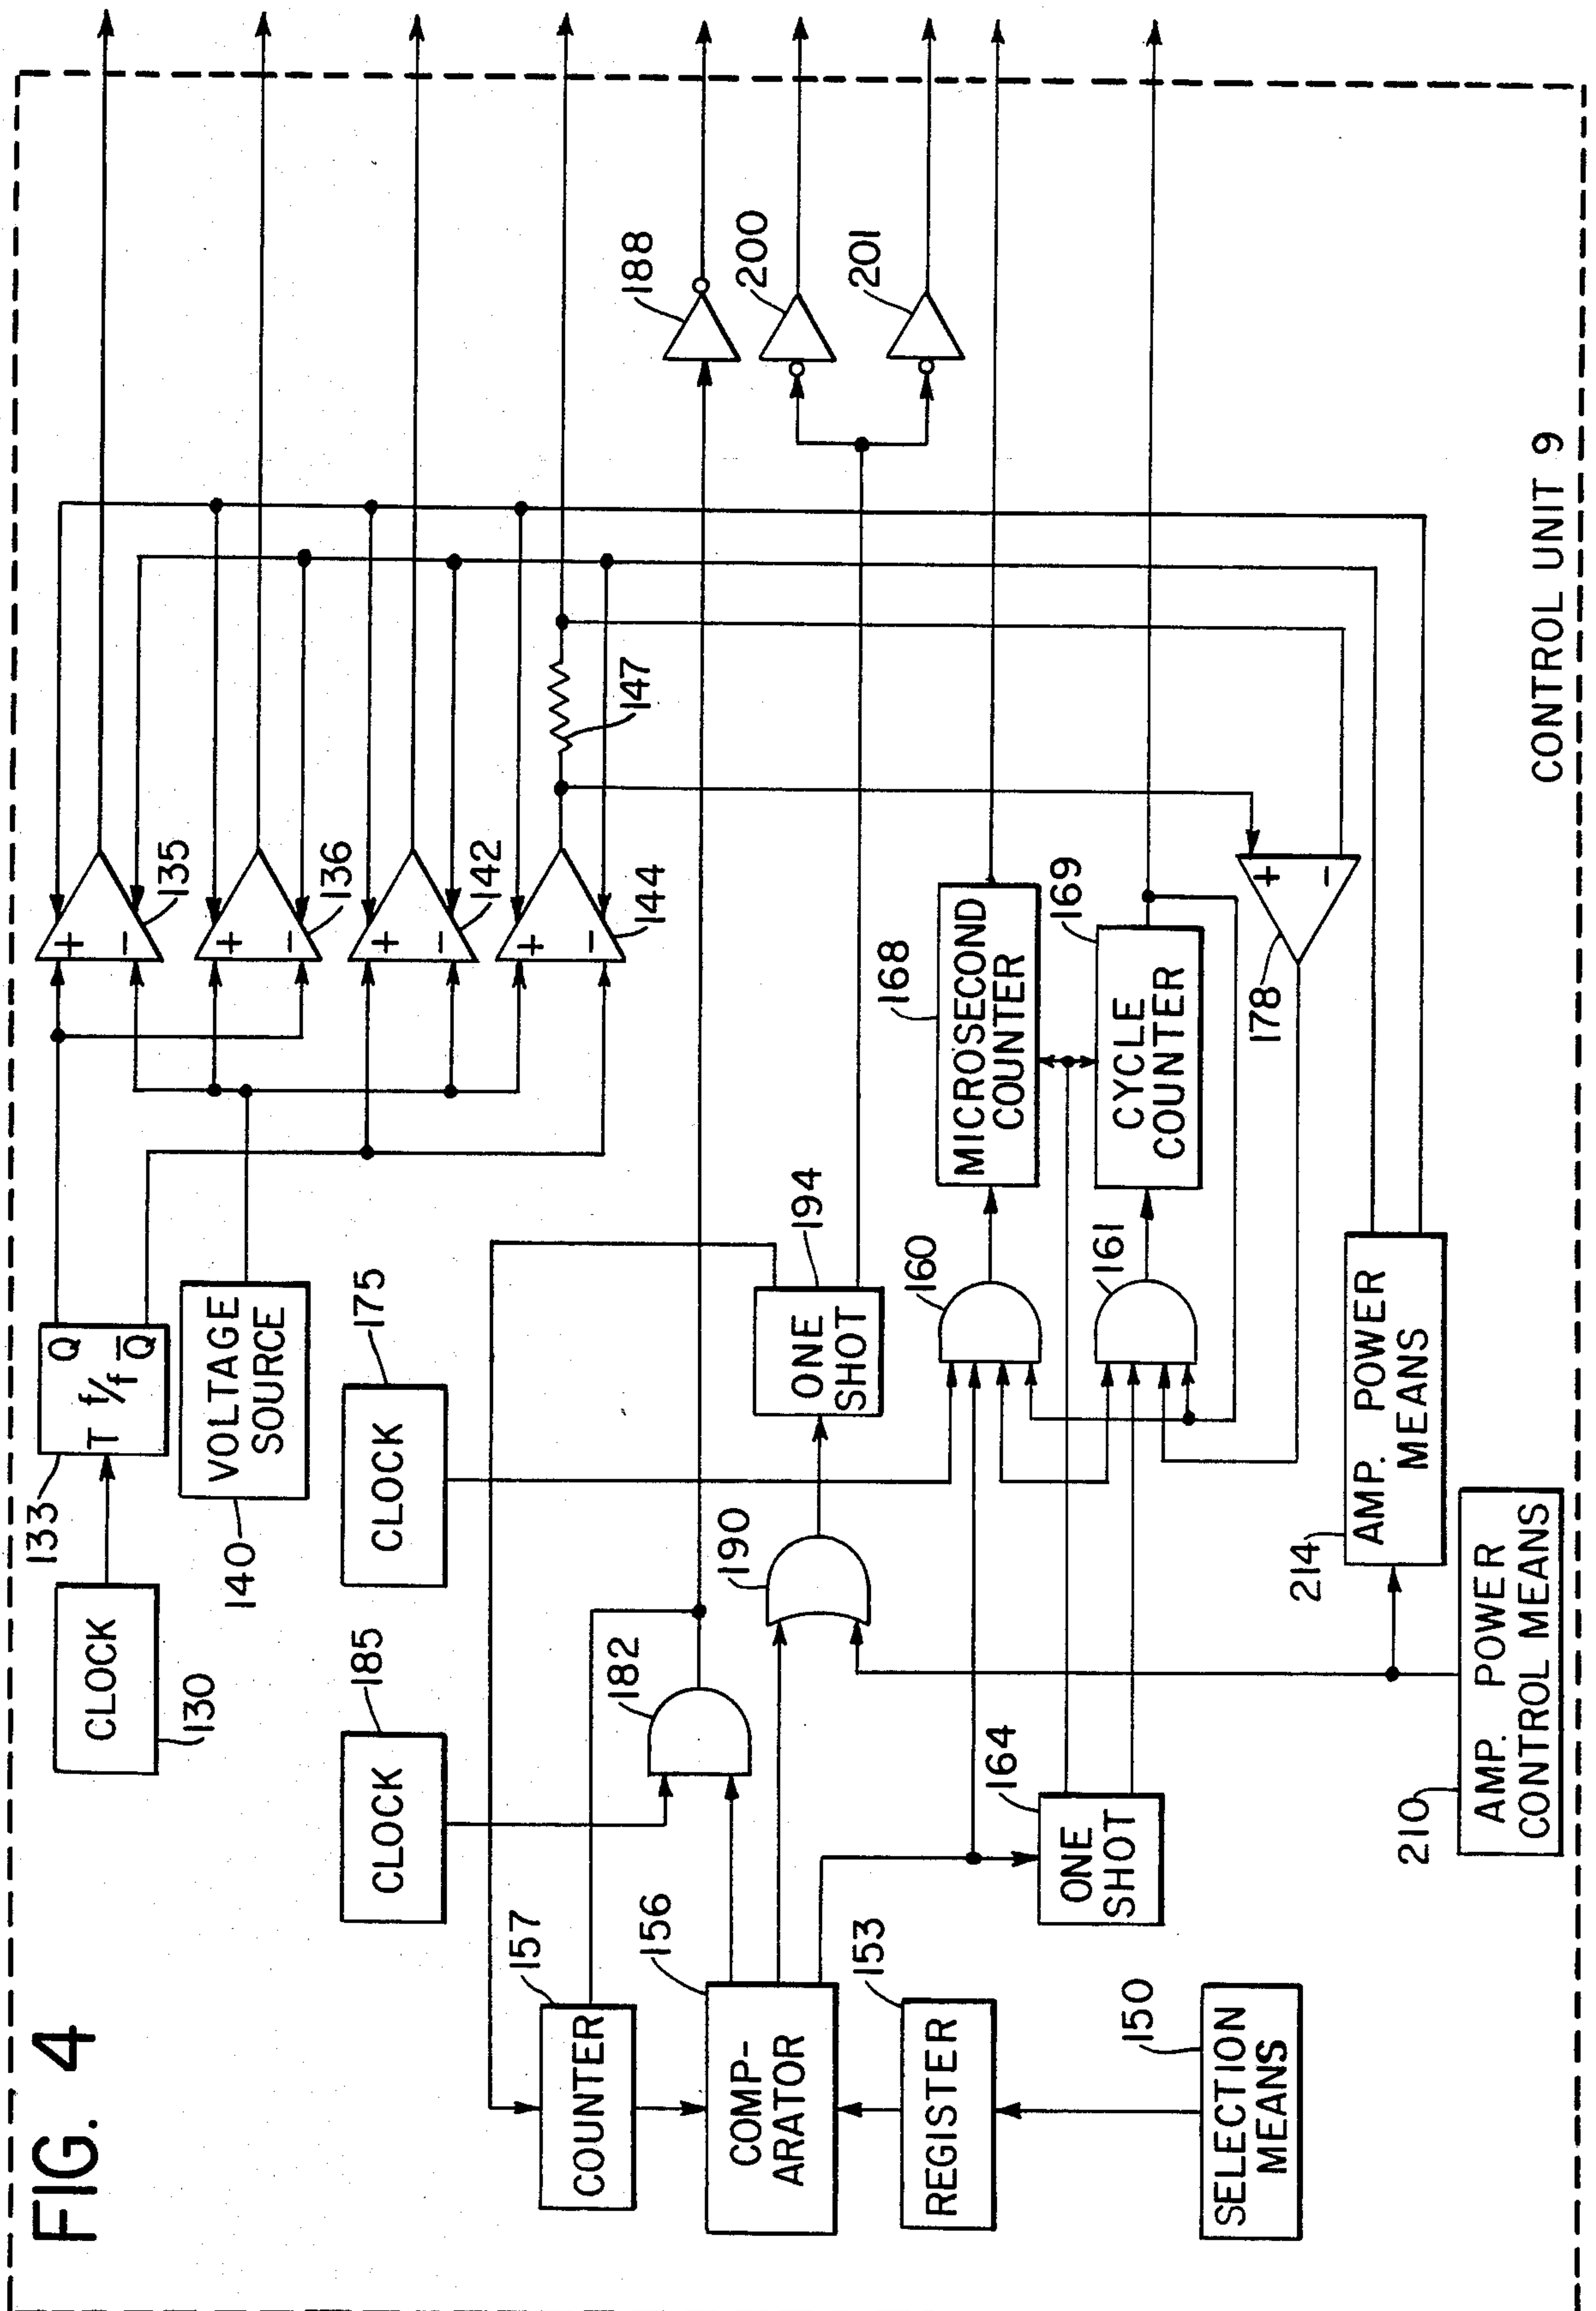 FIG. 4
CLOCK
130
133
T f/f
Q
Q̅
VOLTAGE
SOURCE
140
+
−
135
+
−
136
+
−
142
+
−
144
147
CLOCK
185
CLOCK
175
182
190
ONE
SHOT
194
188
200
201
COUNTER
157
COMP-
ARATOR
156
REGISTER
153
SELECTION
MEANS
150
ONE
SHOT
164
160
161
MICROSECOND
COUNTER
168
CYCLE
COUNTER
169
+
−
178
AMP. POWER
MEANS
214
AMP. POWER
CONTROL MEANS
210
CONTROL UNIT 9